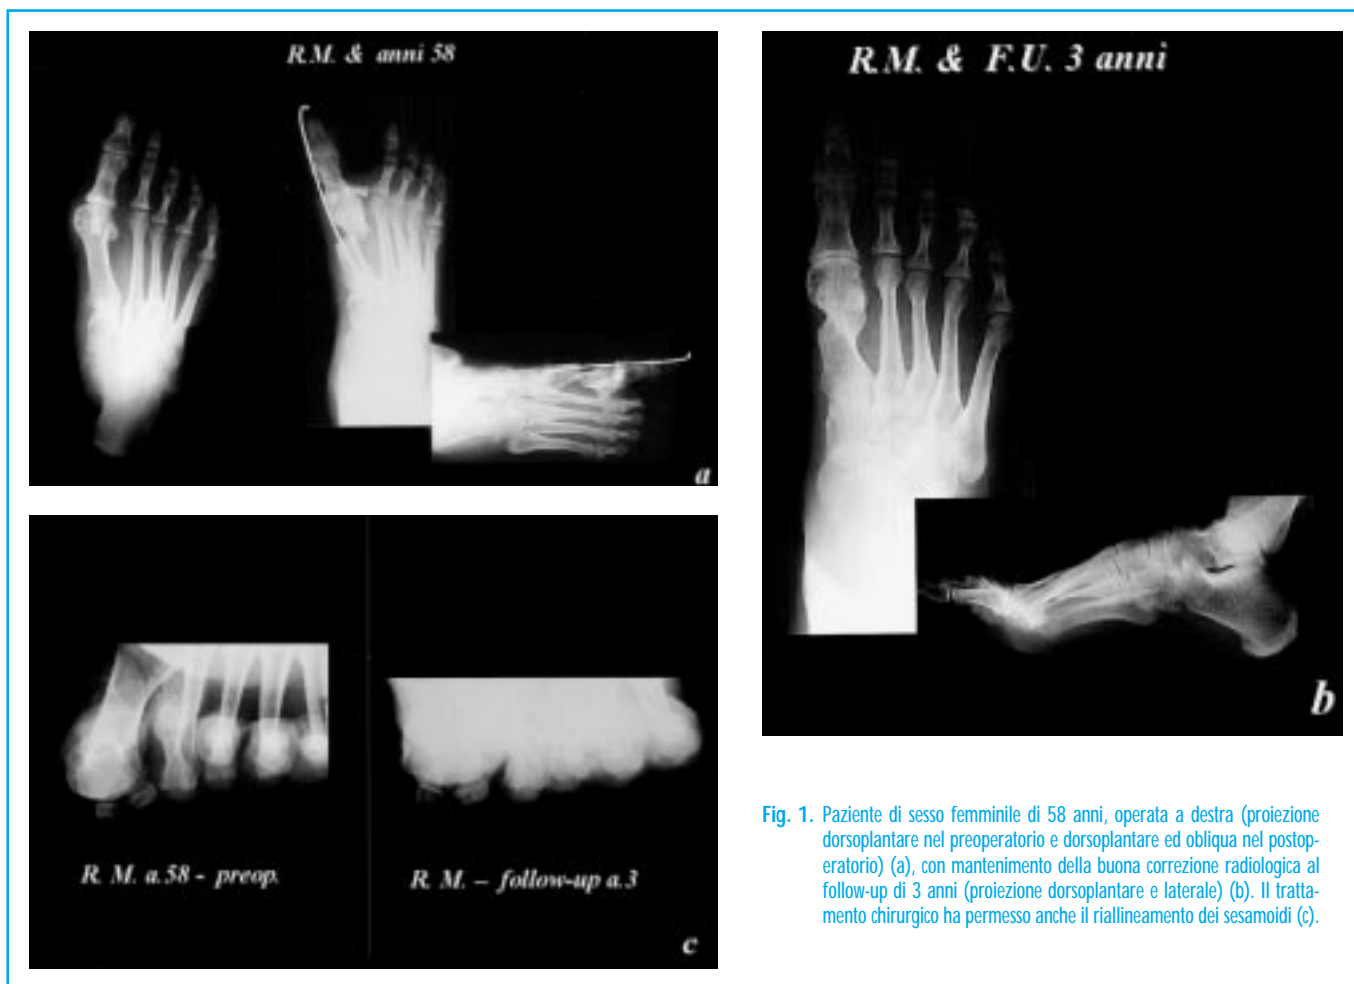 R.M. & anni 58
a
R.M. & F.U. 3 anni
b
R. M. a.58 - preop.
R. M. – follow-up a.3
c
Fig. 1. Paziente di sesso femminile di 58 anni, operata a destra (proiezione
dorsoplantare nel preoperatorio e dorsoplantare ed obliqua nel postop-
eratorio) (a), con mantenimento della buona correzione radiologica al
follow-up di 3 anni (proiezione dorsoplantare e laterale) (b). Il tratta-
mento chirurgico ha permesso anche il riallineamento dei sesamoidi (c).